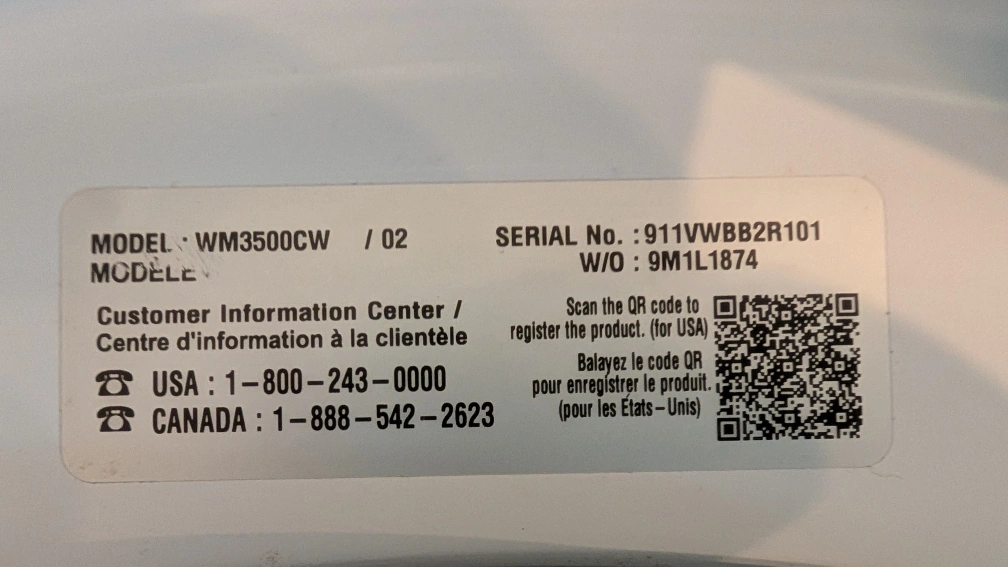 MODEL : WM3500CW / 02
MODÈLE
SERIAL No. : 911VWBB2R101
W/O : 9M1L1874
Customer Information Center /
Centre d'information à la clientèle
USA : 1-800-243-0000
CANADA : 1-888-542-2623
Scan the QR code to
register the product. (for USA)
Balayez le code QR
pour enregistrer le produit.
(pour les États-Unis)